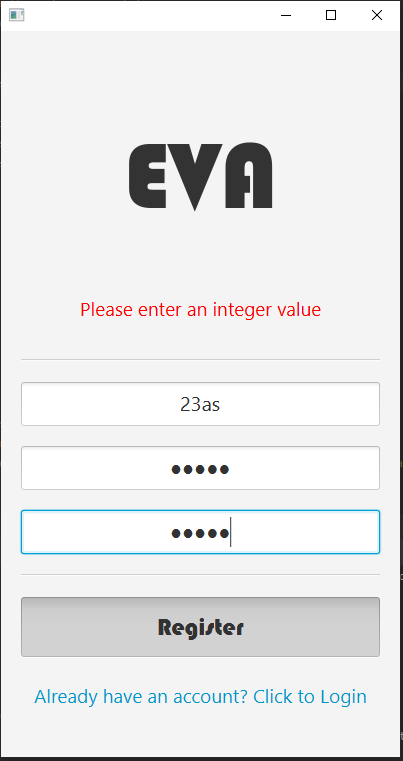 EVA
Please enter an integer value
23as
●●●●●
●●●●●
Register
Already have an account? Click to Login